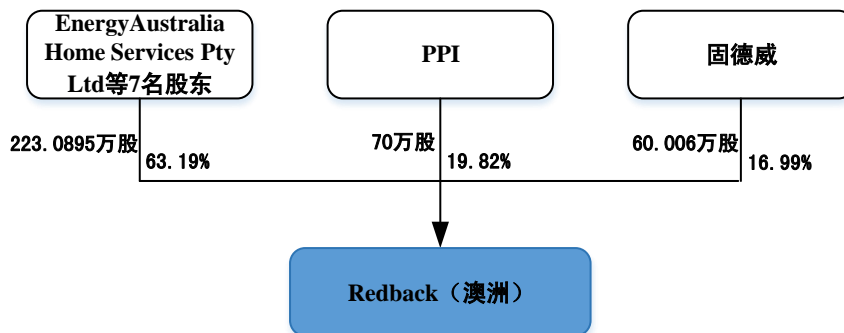 EnergyAustralia
Home Services Pty
Ltd等7名股东
PPI
固德威
223.0895万股
63.19%
70万股
19.82%
60.006万股
16.99%
Redback（澳洲）